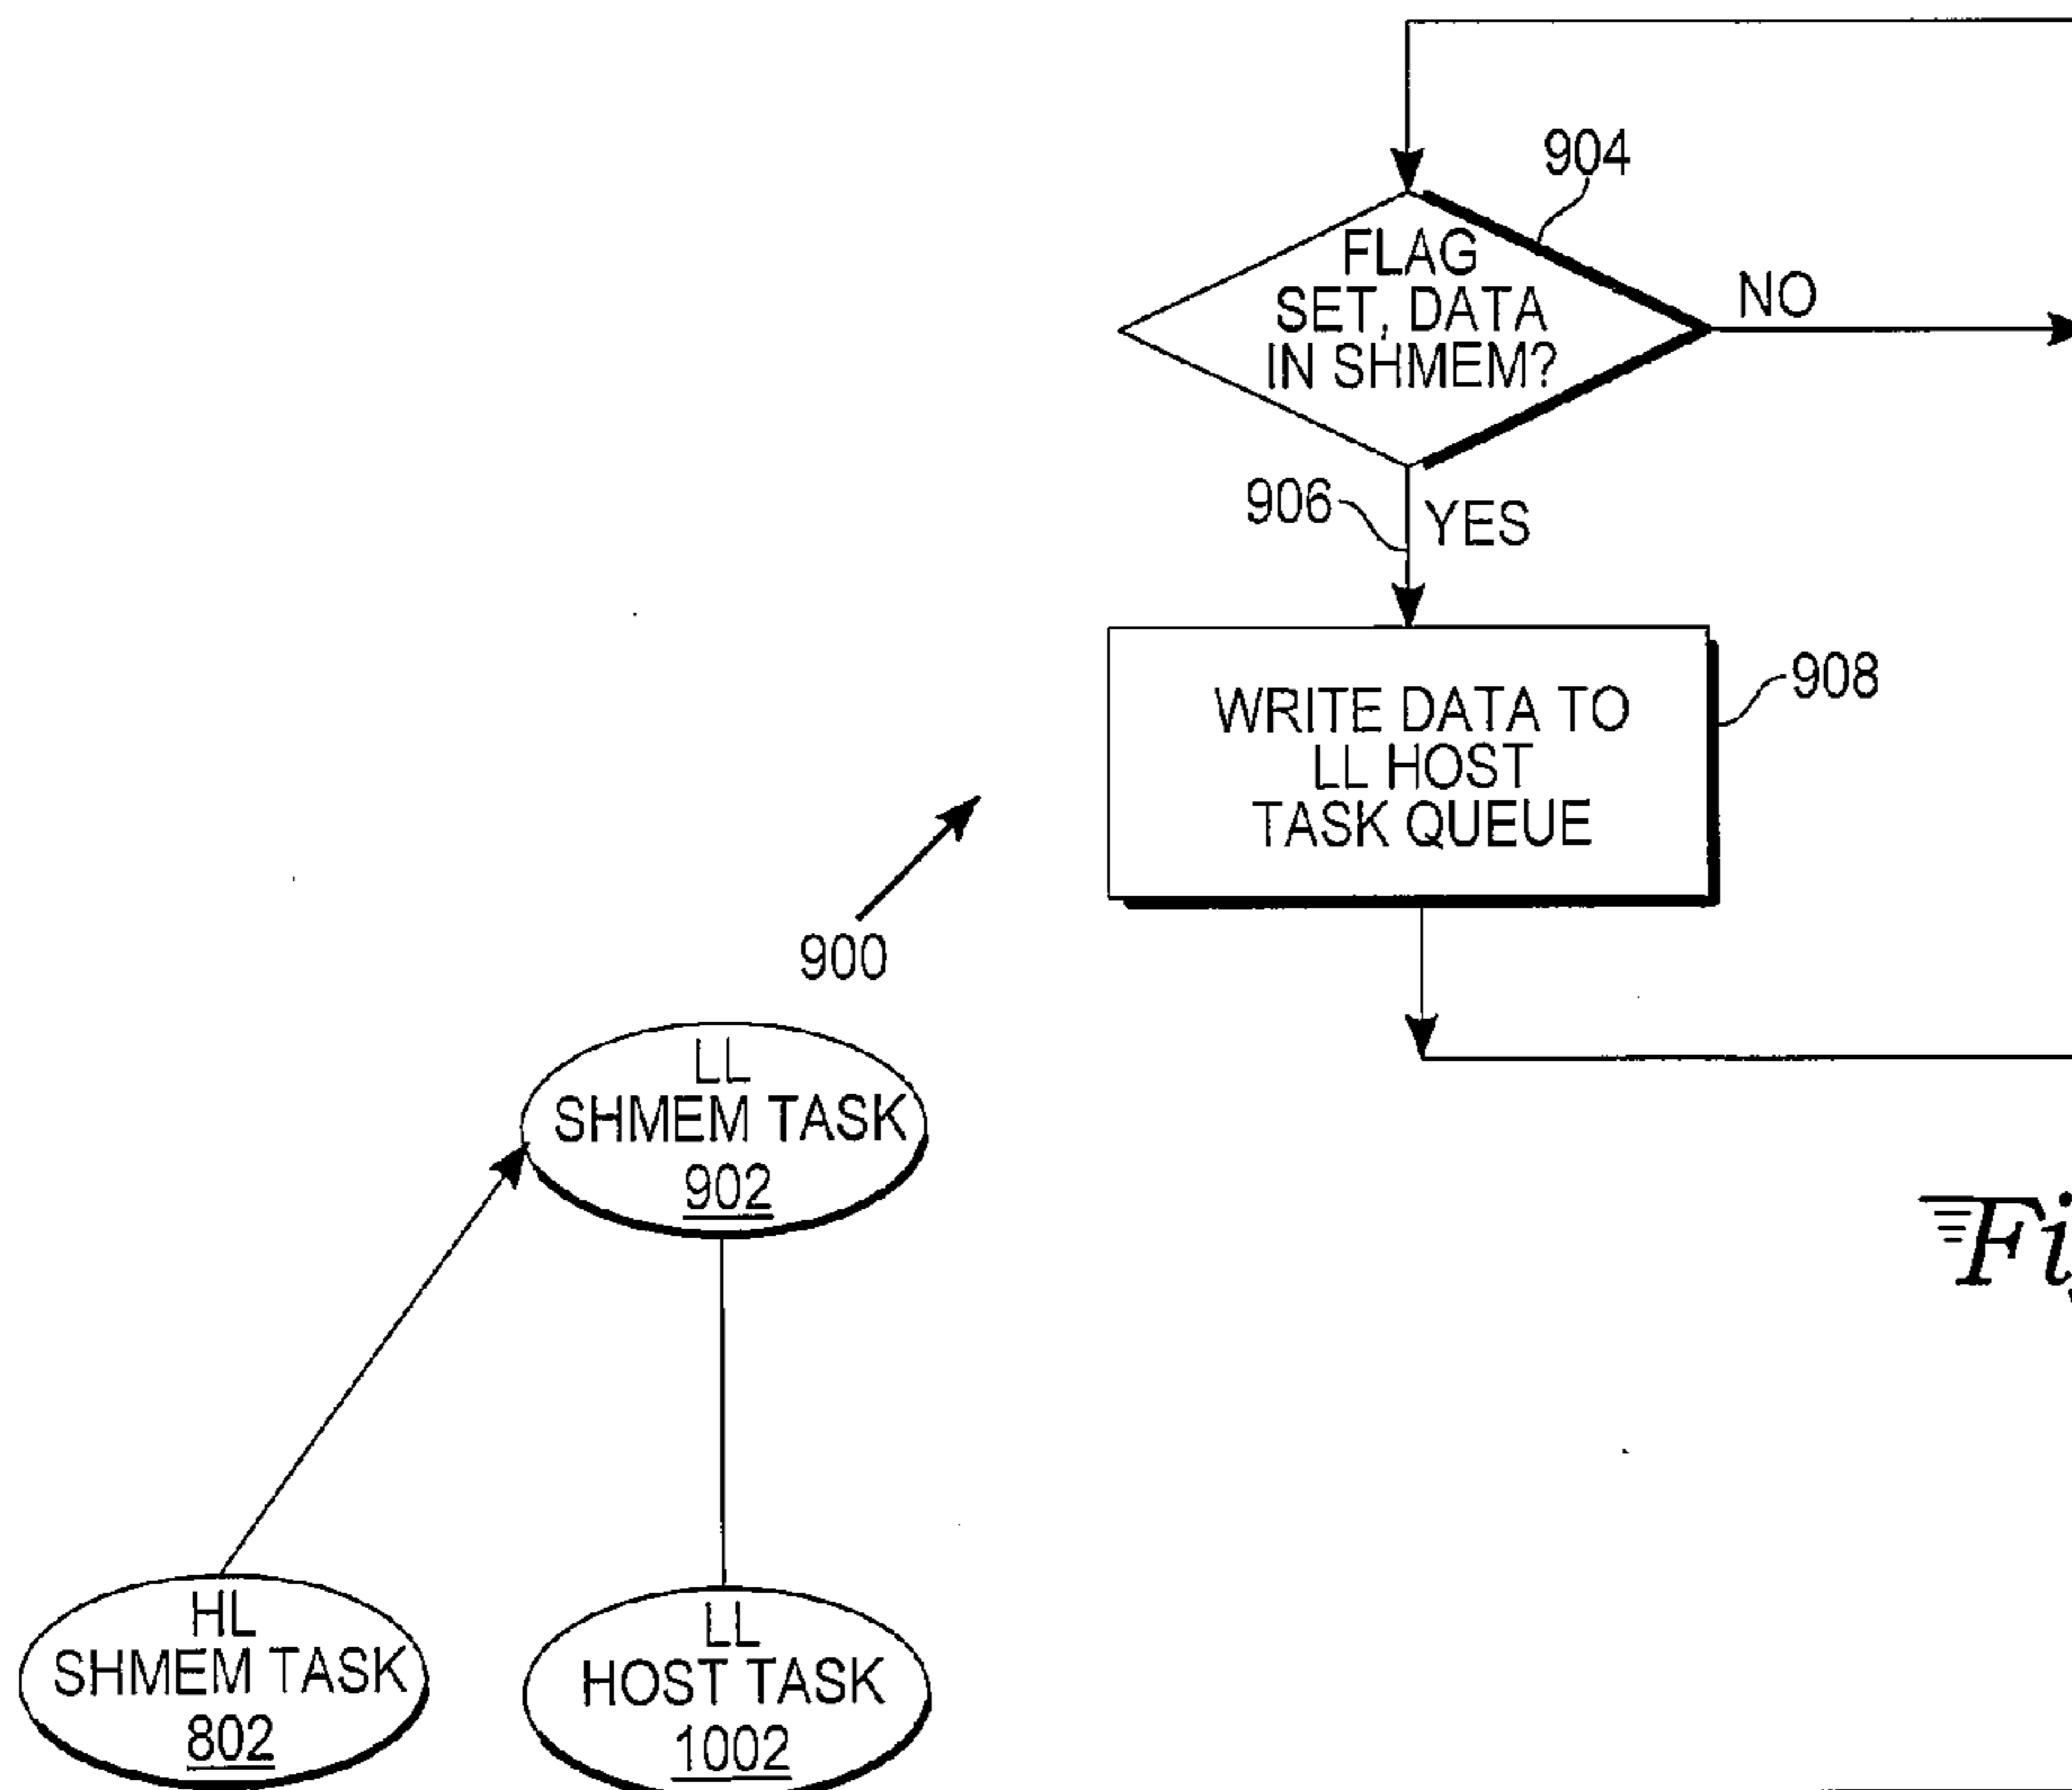 904
FLAG
SET, DATA
IN SHMEM?
NO
906
YES
WRITE DATA TO
LL HOST
TASK QUEUE
908
900
LL
SHMEM TASK
902
Fi
HL
SHMEM TASK
802
LL
HOST TASK
1002